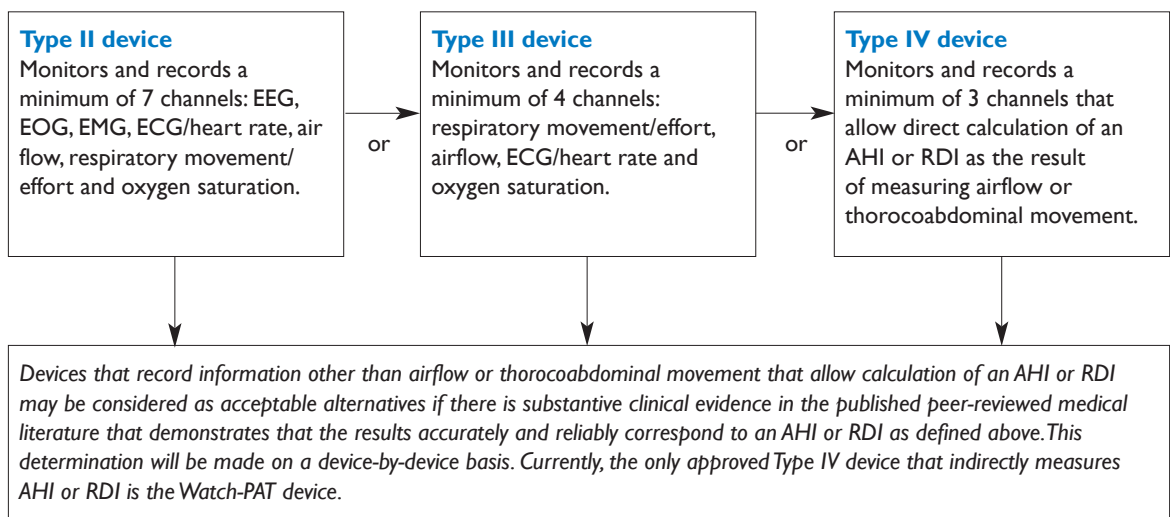 Type II device
Monitors and records a
minimum of 7 channels: EEG,
EOG, EMG, ECG/heart rate, air
flow, respiratory movement/
effort and oxygen saturation.
or
Type III device
Monitors and records a
minimum of 4 channels:
respiratory movement/effort,
airflow, ECG/heart rate and
oxygen saturation.
or
Type IV device
Monitors and records a
minimum of 3 channels that
allow direct calculation of an
AHI or RDI as the result
of measuring airflow or
thorocoabdominal movement.
Devices that record information other than airflow or thorocoabdominal movement that allow calculation of an AHI or RDI
may be considered as acceptable alternatives if there is substantive clinical evidence in the published peer-reviewed medical
literature that demonstrates that the results accurately and reliably correspond to an AHI or RDI as defined above. This
determination will be made on a device-by-device basis. Currently, the only approved Type IV device that indirectly measures
AHI or RDI is the Watch-PAT device.